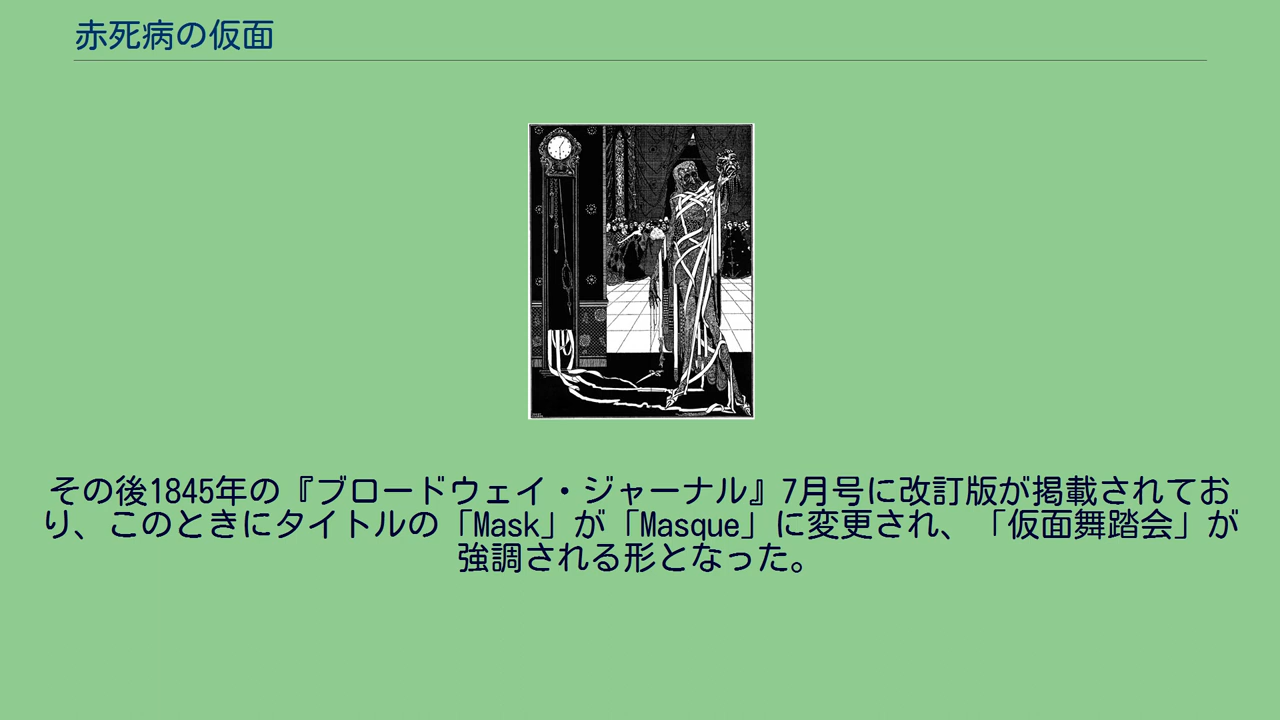 赤死病の仮面
その後1845年の『ブロードウェイ・ジャーナル』7月号に改訂版が掲載されてお
り、このときにタイトルの「Mask」が「Masque」に変更され、「仮面舞踏会」が
強調される形となった。